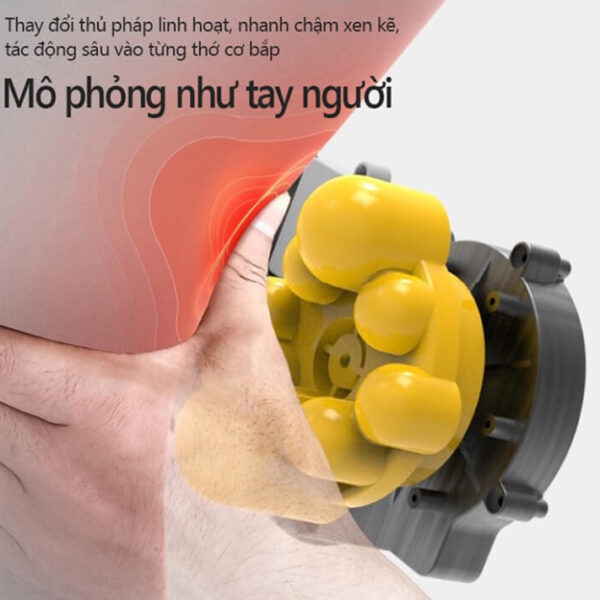 Thay đổi thủ pháp linh hoạt, nhanh chậm xen kẽ,
tác động sâu vào từng thớ cơ bắp
Mô phỏng như tay người